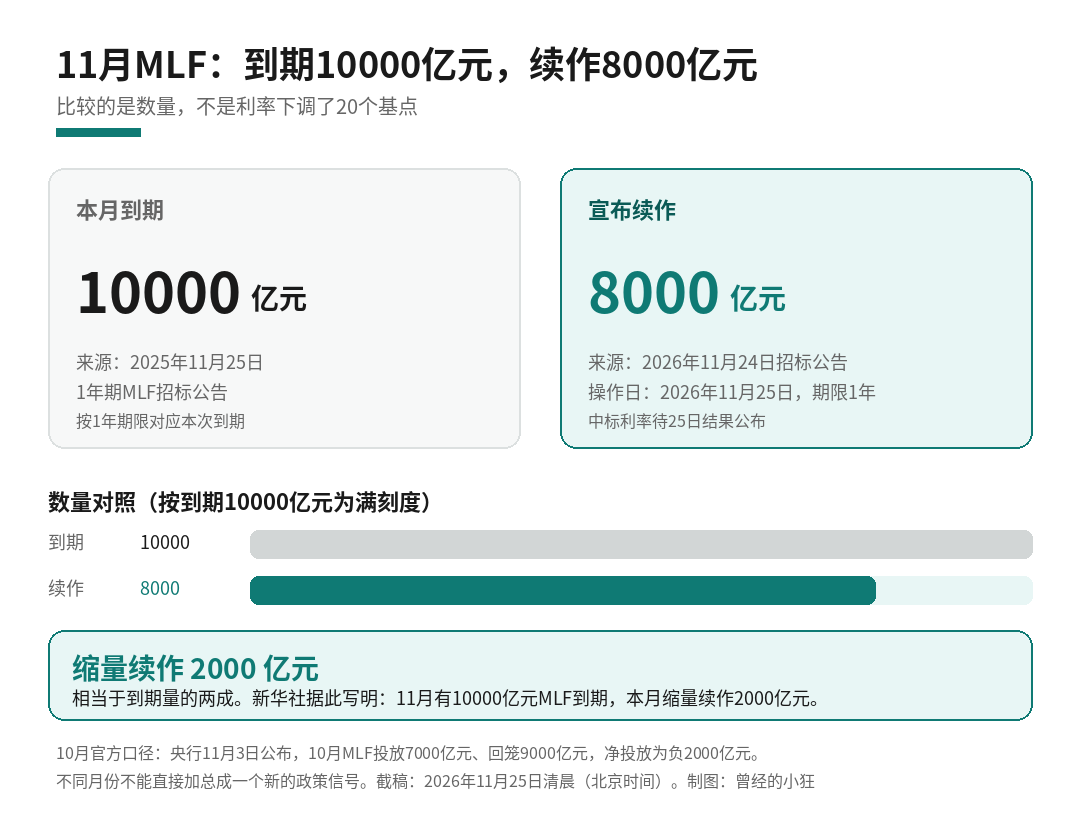 11月MLF：到期10000亿元，续作8000亿元
比较的是数量，不是利率下调了20个基点
本月到期
10000 亿元
来源：2025年11月25日
1年期MLF招标公告
按1年期限对应本次到期
宣布续作
8000 亿元
来源：2026年11月24日招标公告
操作日：2026年11月25日，期限1年
中标利率待25日结果公布
数量对照（按到期10000亿元为满刻度）
到期 10000
续作 8000
缩量续作 2000 亿元
相当于到期量的两成。新华社据此写明：11月有10000亿元MLF到期，本月缩量续作2000亿元。
10月官方口径：央行11月3日公布，10月MLF投放7000亿元、回笼9000亿元，净投放为负2000亿元。
不同月份不能直接加总成一个新的政策信号。截稿：2026年11月25日清晨（北京时间）。制图：曾经的小狂